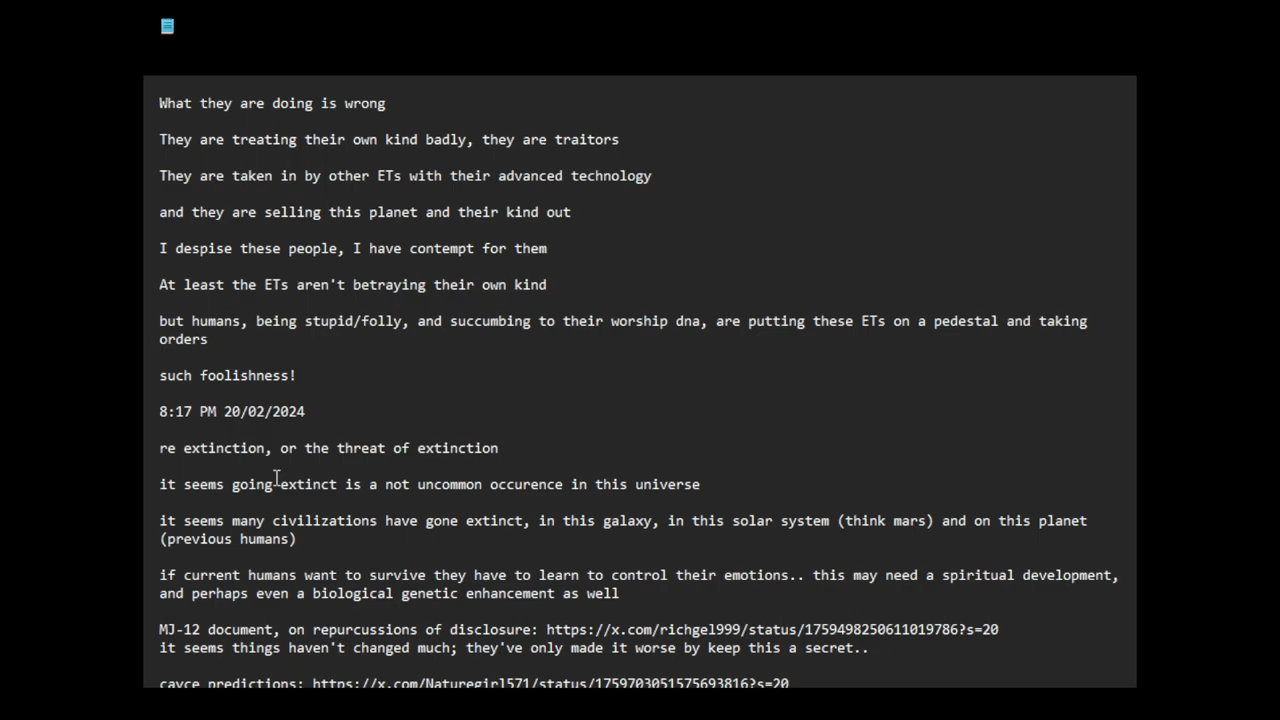 What they are doing is wrong
They are treating their own kind badly, they are traitors
They are taken in by other ETs with their advanced technology
and they are selling this planet and their kind out
I despise these people, I have contempt for them
At least the ETs aren't betraying their own kind
but humans, being stupid/folly, and succumbing to their worship dna, are putting these ETs on a pedestal and taking
orders
such foolishness!
8:17 PM 20/02/2024
re extinction, or the threat of extinction
it seems going extinct is a not uncommon occurence in this universe
it seems many civilizations have gone extinct, in this galaxy, in this solar system (think mars) and on this planet
(previous humans)
if current humans want to survive they have to learn to control their emotions.. this may need a spiritual development,
and perhaps even a biological genetic enhancement as well
MJ-12 document, on repurcussions of disclosure: https://x.com/richgel999/status/1759498250611019786?s=20
it seems things haven't changed much; they've only made it worse by keep this a secret..
cayce predictions: https://x.com/Naturegirl571/status/1759703051575693816?s=20